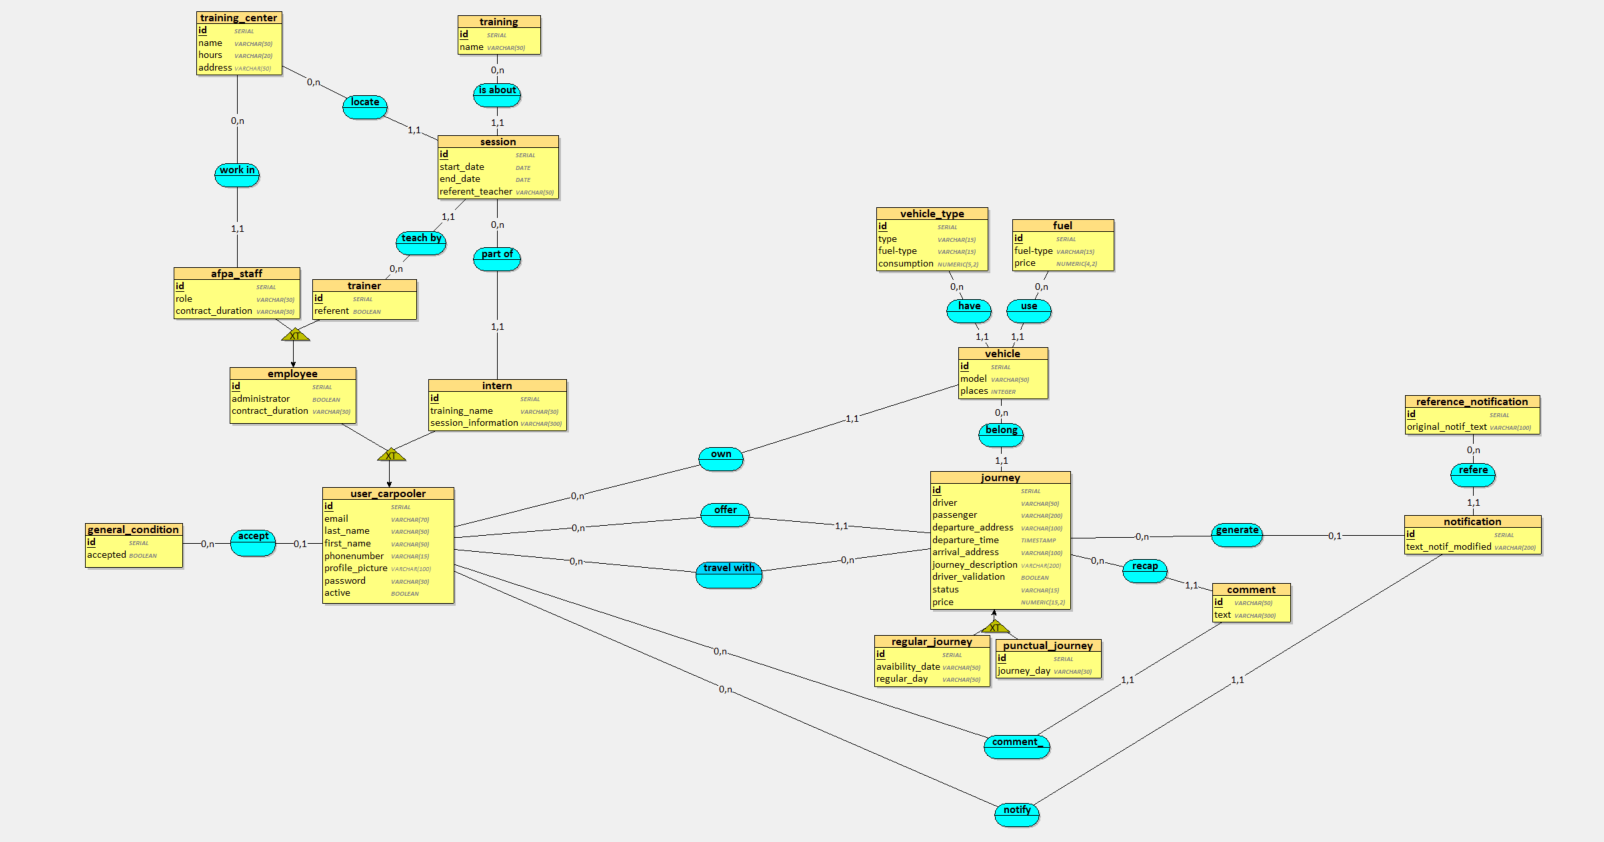 training_center
id SERIAL
name VARCHAR(30)
hours VARCHAR(20)
address VARCHAR(50)
training
id SERIAL
name VARCHAR(50)
0,n
0,n
is about
locate
0,n
1,1
1,1
session
id SERIAL
start_date DATE
end_date DATE
referent_teacher VARCHAR(50)
work in
1,1
1,1
0,n
teach by
part of
0,n
afpa_staff
id SERIAL
role VARCHAR(30)
contract_duration VARCHAR(50)
trainer
id SERIAL
referent BOOLEAN
XT
1,1
employee
id SERIAL
administrator BOOLEAN
contract_duration VARCHAR(50)
intern
id SERIAL
training_name VARCHAR(50)
session_information VARCHAR(300)
XT
vehicle_type
id SERIAL
type VARCHAR(15)
fuel-type VARCHAR(15)
consumption NUMERIC(5,2)
fuel
id SERIAL
fuel-type VARCHAR(15)
price NUMERIC(4,2)
0,n
0,n
have
use
1,1
1,1
vehicle
id SERIAL
model VARCHAR(50)
places INTEGER
1,1
0,n
belong
1,1
own
0,n
reference_notification
id SERIAL
original_notif_text VARCHAR(100)
0,n
refere
1,1
user_carpooler
id SERIAL
email VARCHAR(70)
last_name VARCHAR(50)
first_name VARCHAR(50)
phonenumber VARCHAR(15)
profile_picture VARCHAR(100)
password VARCHAR(30)
active BOOLEAN
general_condition
id SERIAL
accepted BOOLEAN
0,n
accept
0,1
0,n
offer
1,1
0,n
travel with
0,n
journey
id SERIAL
driver VARCHAR(50)
passenger VARCHAR(200)
departure_address VARCHAR(100)
departure_time TIMESTAMP
arrival_address VARCHAR(100)
journey_description VARCHAR(200)
driver_validation BOOLEAN
status VARCHAR(15)
price NUMERIC(15,2)
0,n
generate
0,1
notification
id SERIAL
text_notif_modified VARCHAR(200)
0,n
recap
1,1
comment
id VARCHAR(50)
text VARCHAR(300)
XT
regular_journey
id SERIAL
avaibility_date VARCHAR(50)
regular_day VARCHAR(50)
punctual_journey
id SERIAL
journey_day VARCHAR(50)
0,n
0,n
1,1
1,1
comment_
notify